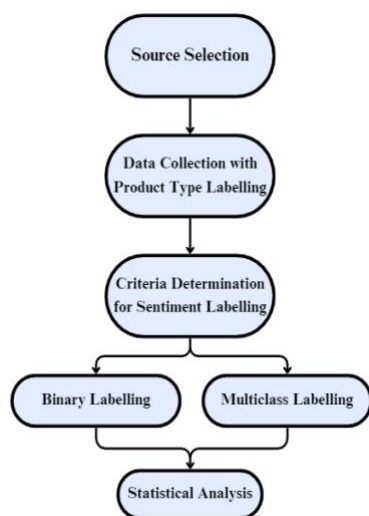 Source Selection
Data Collection with
Product Type Labelling
Criteria Determination
for Sentiment Labelling
Binary Labelling
Multiclass Labelling
Statistical Analysis